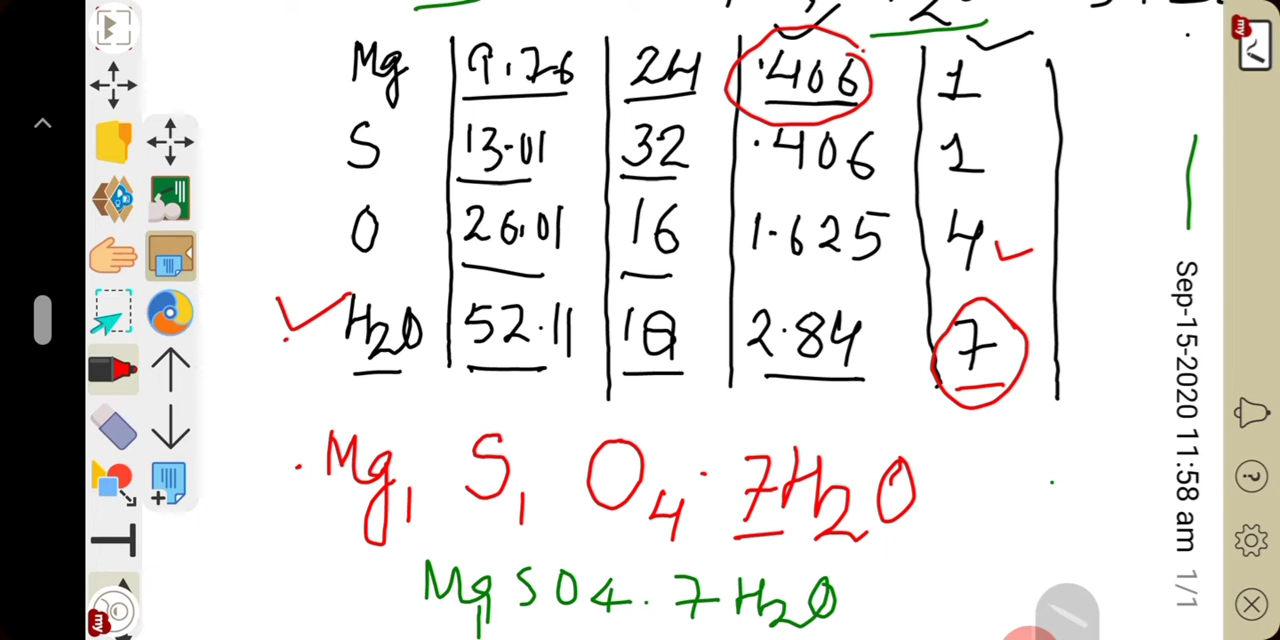 Mg 9.76 24 .406 1
S 13.01 32 .406 1
O 26.01 16 1.625 4
H2O 52.11 18 2.84 7
Mg1 S1 O4 . 7H2O
MgSO4. 7H2O
Sep-15-2020 11:58 am 1/1